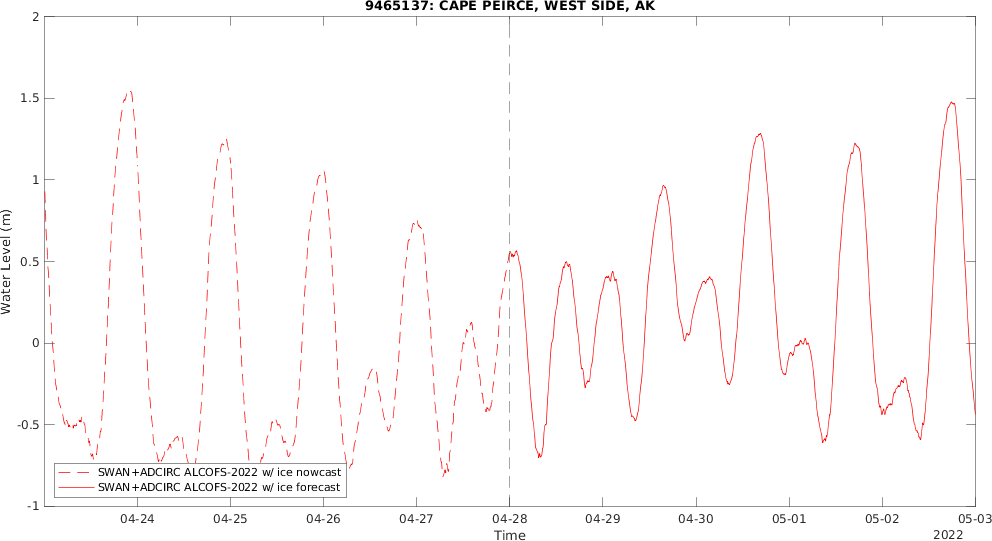 9465137: CAPE PEIRCE, WEST SIDE, AK
2
1.5
1
0.5
0
-0.5
-1
Water Level (m)
SWAN+ADCIRC ALCOFS-2022 w/ ice nowcast
SWAN+ADCIRC ALCOFS-2022 w/ ice forecast
04-24 04-25 04-26 04-27 04-28 04-29 04-30 05-01 05-02 05-03
Time
2022